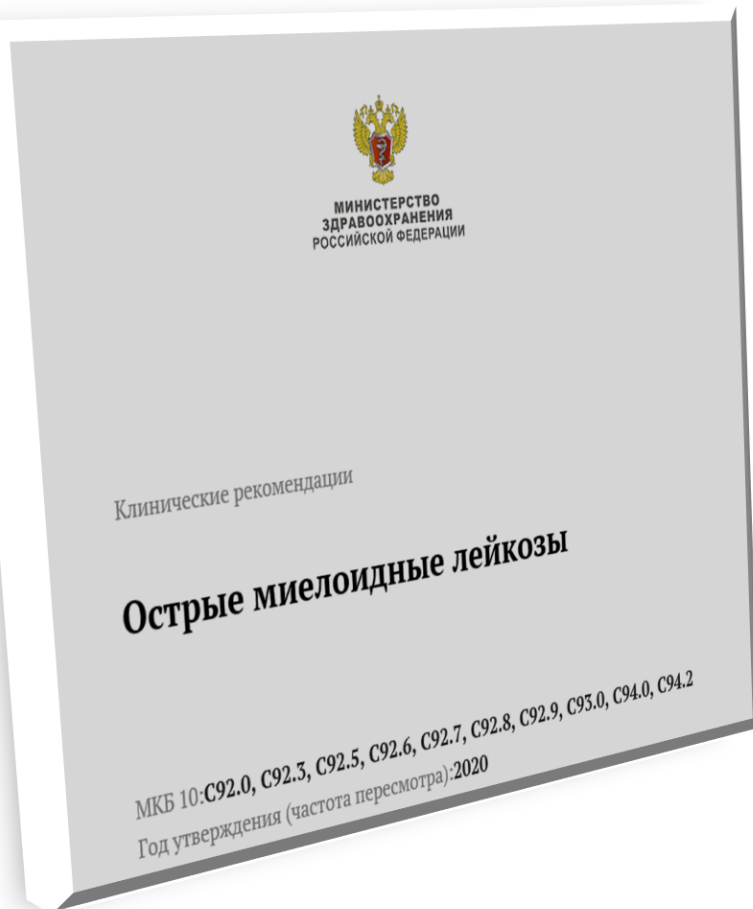 МИНИСТЕРСТВО
ЗДРАВООХРАНЕНИЯ
РОССИЙСКОЙ ФЕДЕРАЦИИ
Клинические рекомендации
Острые миелоидные лейкозы
МКБ 10:C92.0, C92.3, C92.5, C92.6, C92.7, C92.8, C92.9, C93.0, C94.0, C94.2
Год утверждения (частота пересмотра):2020